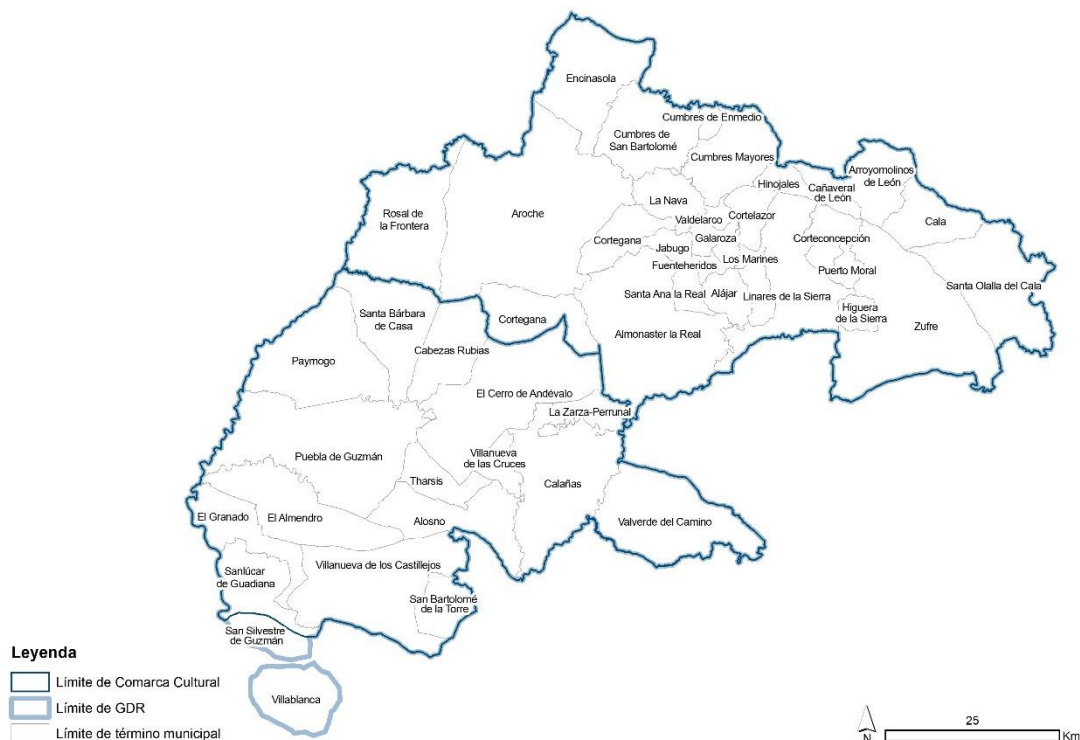 Encinasola
Cumbres de Enmedio
Cumbres de
San Bartolomé
Cumbres Mayores
Arroyomolinos
de León
Hinojales
Cañaveral
de León
La Nava
Rosal de
la Frontera
Aroche
Valdelarco
Cortelazor
Cala
Cortegana
Jabugo
Galaroza
Corteconcepción
Fuenteheridos
Los Marines
Puerto Moral
Santa Ana la Real
Alájar
Linares de la Sierra
Santa Olalla del Cala
Higuera
de la Sierra
Zufre
Santa Bárbara
de Casa
Cortegana
Almonaster la Real
Paymogo
Cabezas Rubias
El Cerro de Andévalo
La Zarza-Perrunal
Puebla de Guzmán
Villanueva
de las Cruces
Tharsis
Calañas
El Granado
El Almendro
Alosno
Valverde del Camino
Sanlúcar
de Guadiana
Villanueva de los Castillejos
San Bartolomé
de la Torre
San Silvestre
de Guzmán
Villablanca
Leyenda
Límite de Comarca Cultural
Límite de GDR
Límite de término municipal
N
25
Km